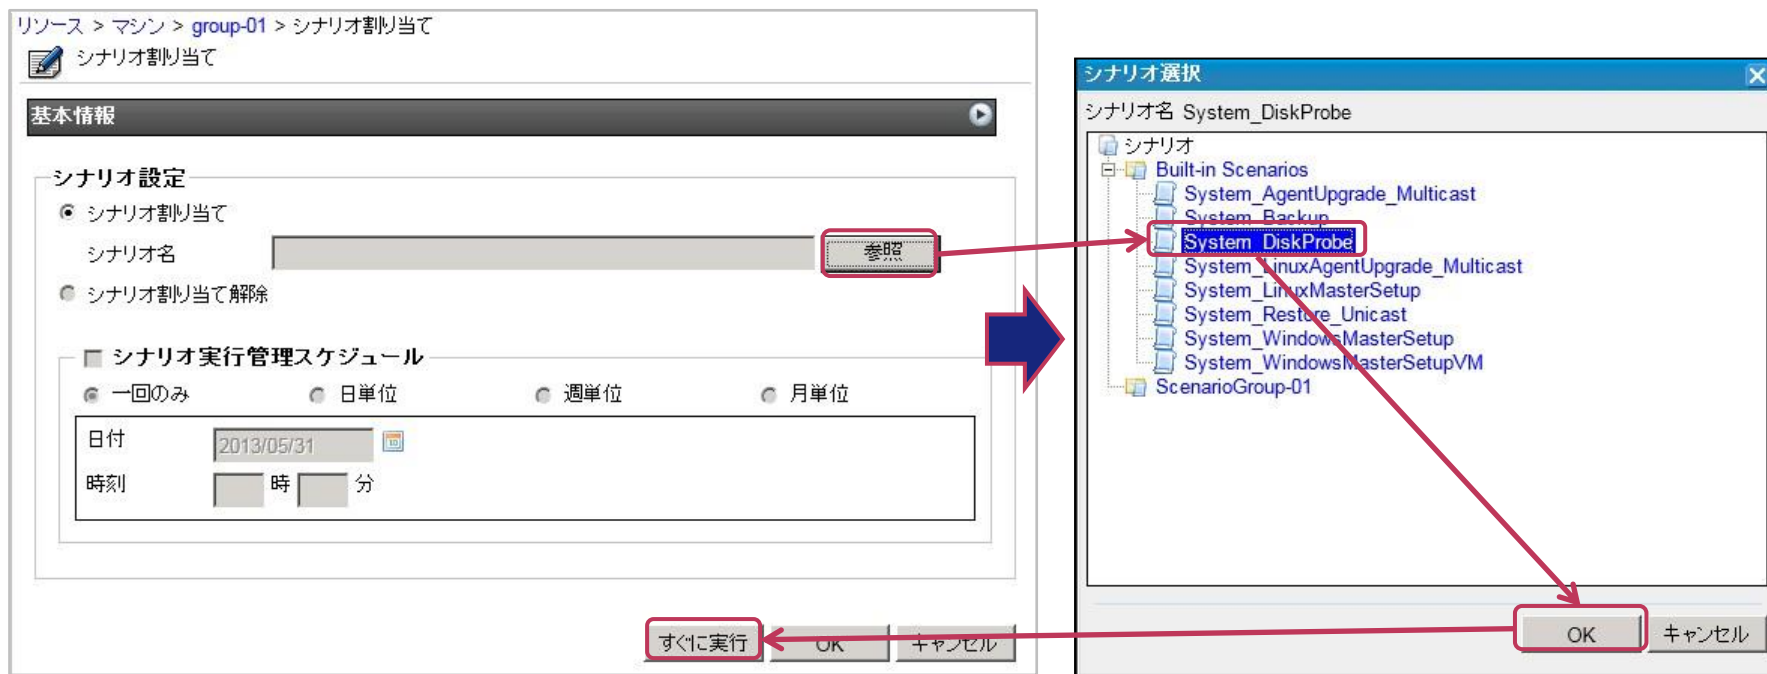 リソース > マシン > group-01 > シナリオ割り当て
シナリオ割り当て
基本情報
シナリオ設定
シナリオ割り当て
シナリオ名
参照
シナリオ割り当て解除
シナリオ実行管理スケジュール
一回のみ 日単位 週単位 月単位
日付 2013/05/31
時刻 時 分
すぐに実行 OK キャンセル
シナリオ選択
シナリオ名 System_DiskProbe
シナリオ
Built-in Scenarios
System_AgentUpgrade_Multicast
System_Backup
System_DiskProbe
System_LinuxAgentUpgrade_Multicast
System_LinuxMasterSetup
System_Restore_Unicast
System_WindowsMasterSetup
System_WindowsMasterSetupVM
ScenarioGroup-01
OK キャンセル